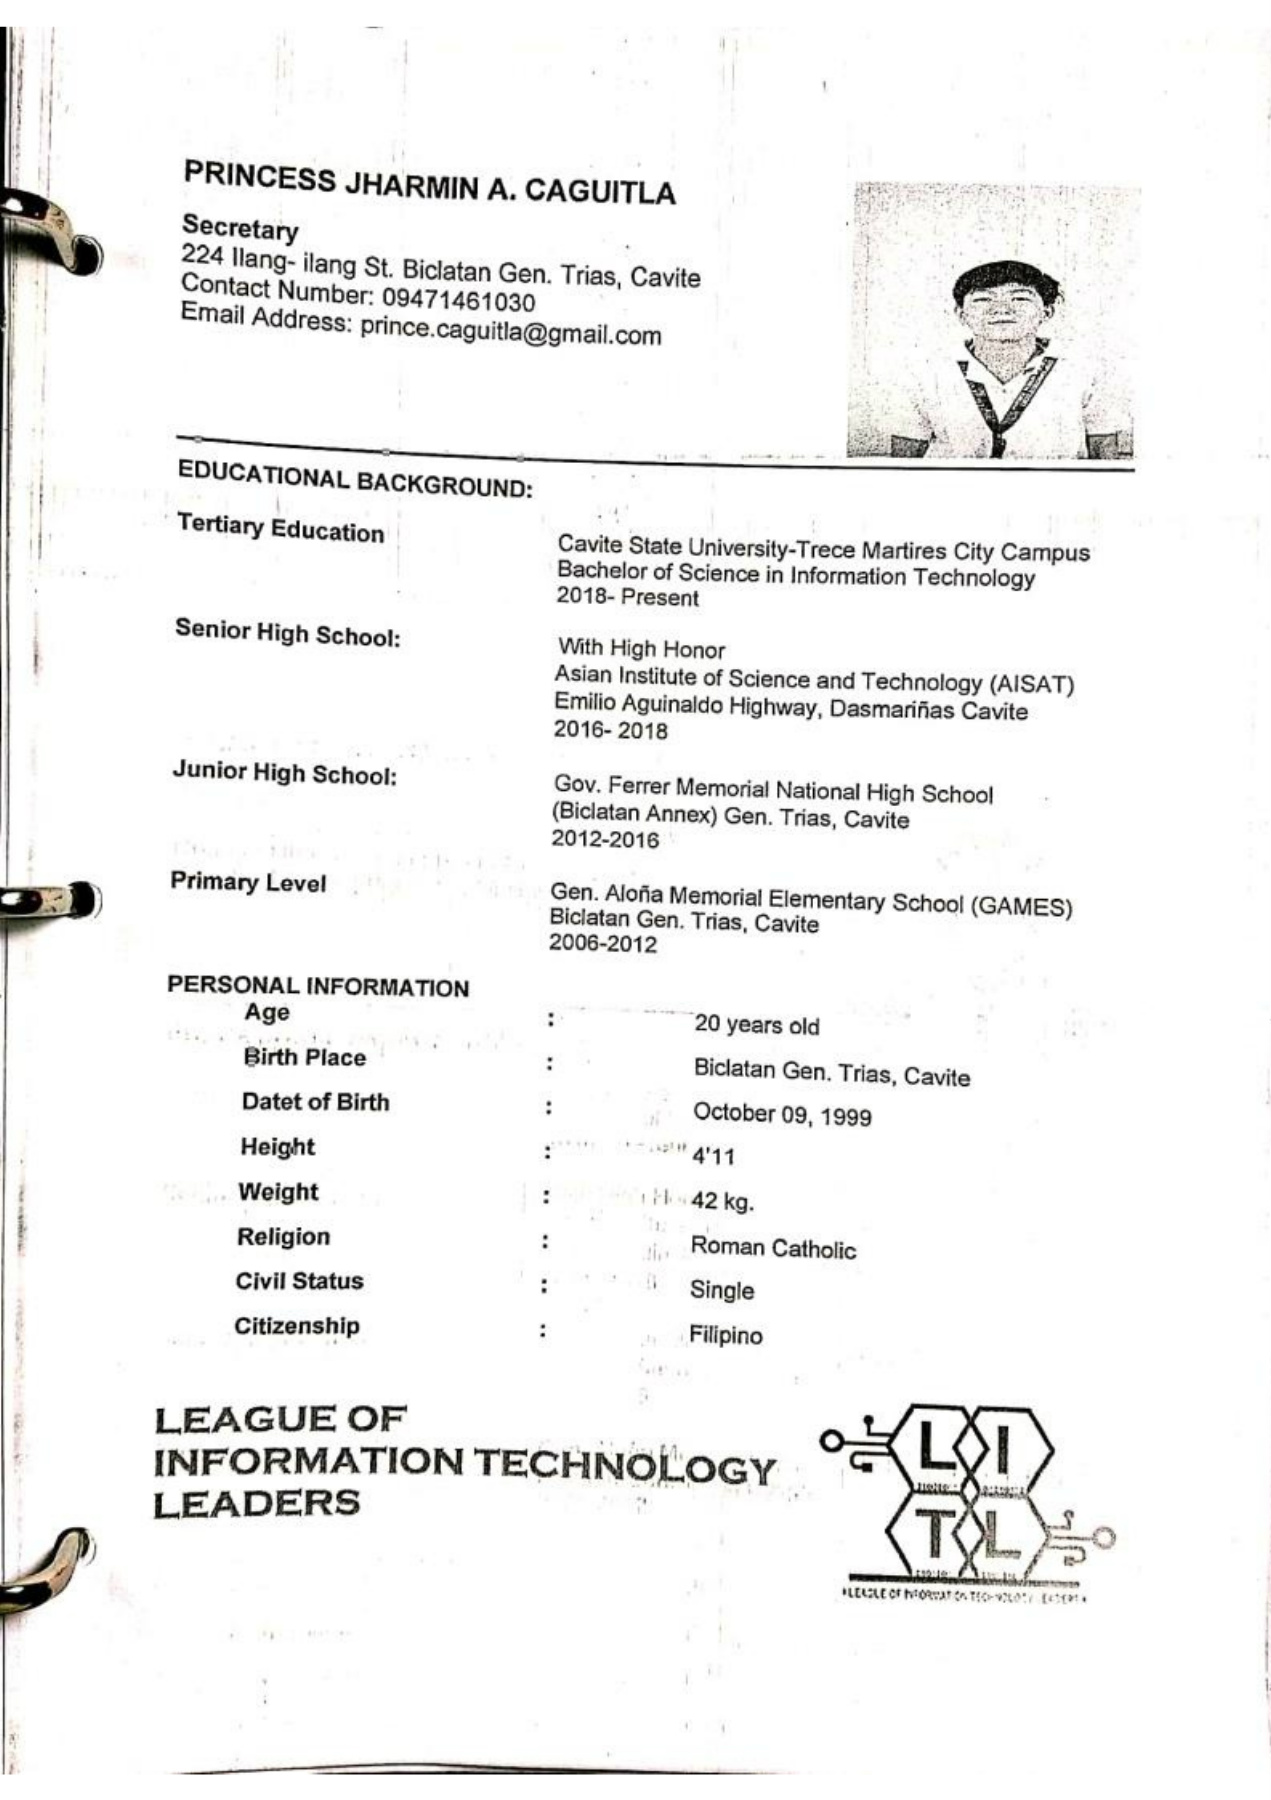 PRINCESS JHARMIN A. CAGUITLA
Secretary
224 Ilang- ilang St. Biclatan Gen. Trias, Cavite
Contact Number: 09471461030
Email Address: prince.caguitla@gmail.com
EDUCATIONAL BACKGROUND:
Tertiary Education
Cavite State University-Trece Martires City Campus
Bachelor of Science in Information Technology
2018- Present
Senior High School:
With High Honor
Asian Institute of Science and Technology (AISAT)
Emilio Aguinaldo Highway, Dasmariñas Cavite
2016- 2018
Junior High School:
Gov. Ferrer Memorial National High School
(Biclatan Annex) Gen. Trias, Cavite
2012-2016
Primary Level
Gen. Aloña Memorial Elementary School (GAMES)
Biclatan Gen. Trias, Cavite
2006-2012
PERSONAL INFORMATION
Age : 20 years old
Birth Place : Biclatan Gen. Trias, Cavite
Datet of Birth : October 09, 1999
Height : 4'11
Weight : 42 kg.
Religion : Roman Catholic
Civil Status : Single
Citizenship : Filipino
LEAGUE OF
INFORMATION TECHNOLOGY
LEADERS
L I
T L
OF INFORMATION